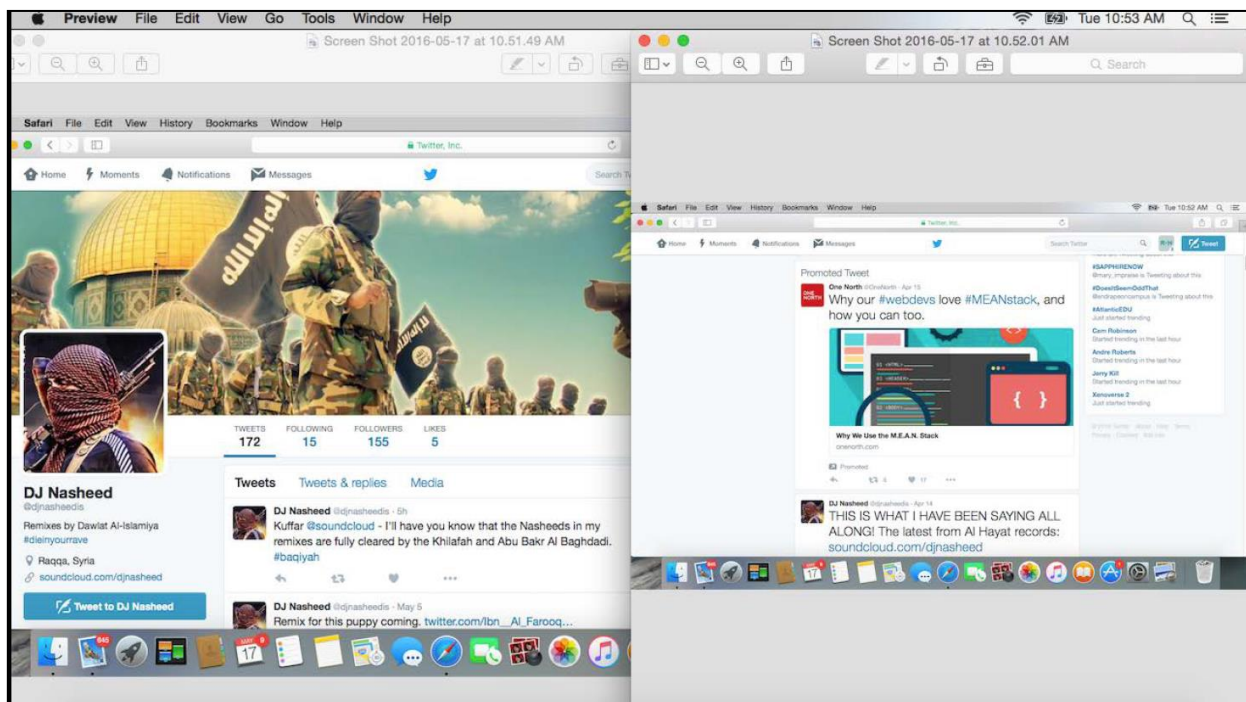 Preview File Edit View Go Tools Window Help
Tue 10:53 AM
Screen Shot 2016-05-17 at 10.51.49 AM
Safari File Edit View History Bookmarks Window Help
Twitter, Inc.
Home Moments Notifications Messages
TWEETS FOLLOWING FOLLOWERS LIKES
172 15 155 5
DJ Nasheed
@djnasheedis
Remixes by Dawlat Al-Islamiya
#dieinyourrave
Raqqa, Syria
soundcloud.com/djnasheed
Tweet to DJ Nasheed
Tweets Tweets & replies Media
DJ Nasheed @djnasheedis · 5h
Kuffar @soundcloud - I'll have you know that the Nasheeds in my
remixes are fully cleared by the Khilafah and Abu Bakr Al Baghdadi.
#baqiyah
DJ Nasheed @djnasheedis · May 5
Remix for this puppy coming. twitter.com/Ibn__Al_Farooq...
845
MAY 9
17
Screen Shot 2016-05-17 at 10.52.01 AM
Search
Safari File Edit View History Bookmarks Window Help
Tue 10:52 AM
Twitter, Inc.
Home Moments Notifications Messages
Search Twitter
Tweet
Promoted Tweet
ONE NORTH
One North @OneNorth · Apr 15
Why our #webdevs love #MEANstack, and
how you can too.
Why We Use the M.E.A.N. Stack
onenorth.com
Promoted
DJ Nasheed @djnasheedis · Apr 14
THIS IS WHAT I HAVE BEEN SAYING ALL
ALONG! The latest from Al Hayat records:
soundcloud.com/djnasheed
#SAPPHIRENOW
#DoesItSeemOddThat
#AtlanticEDU
Just started trending
Cam Robinson
Started trending in the last hour
Andre Roberts
Started trending in the last hour
Jerry Kill
Started trending in the last hour
Xenoverse 2
Just started trending
17